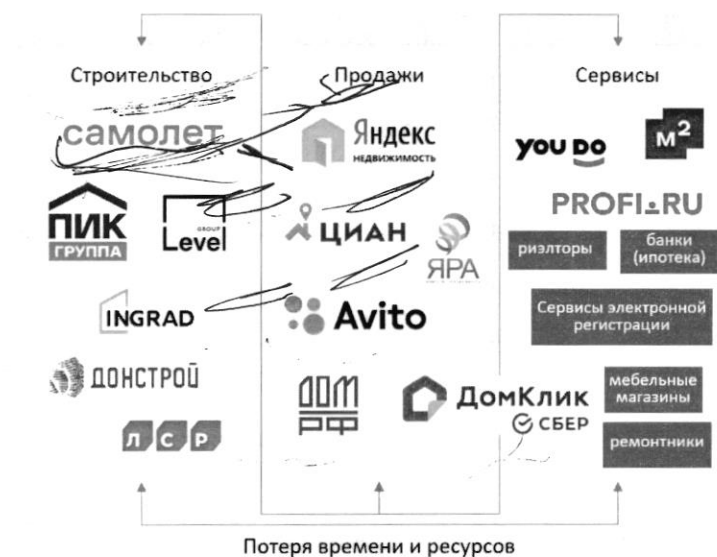 Строительство
самолет
ПИК
ГРУППА
GROUP
Level
INGRAD
ДОНСТРОЙ
ЛСР
Продажи
Яндекс
НЕДВИЖИМОСТЬ
ЦИАН
ЯРА
Avito
ДОМ
РФ
ДомКлик
СБЕР
Сервисы
YOU DO
М²
PROFI.RU
риэлторы
банки
(ипотека)
Сервисы электронной
регистрации
мебельные
магазины
ремонтники
Потеря времени и ресурсов